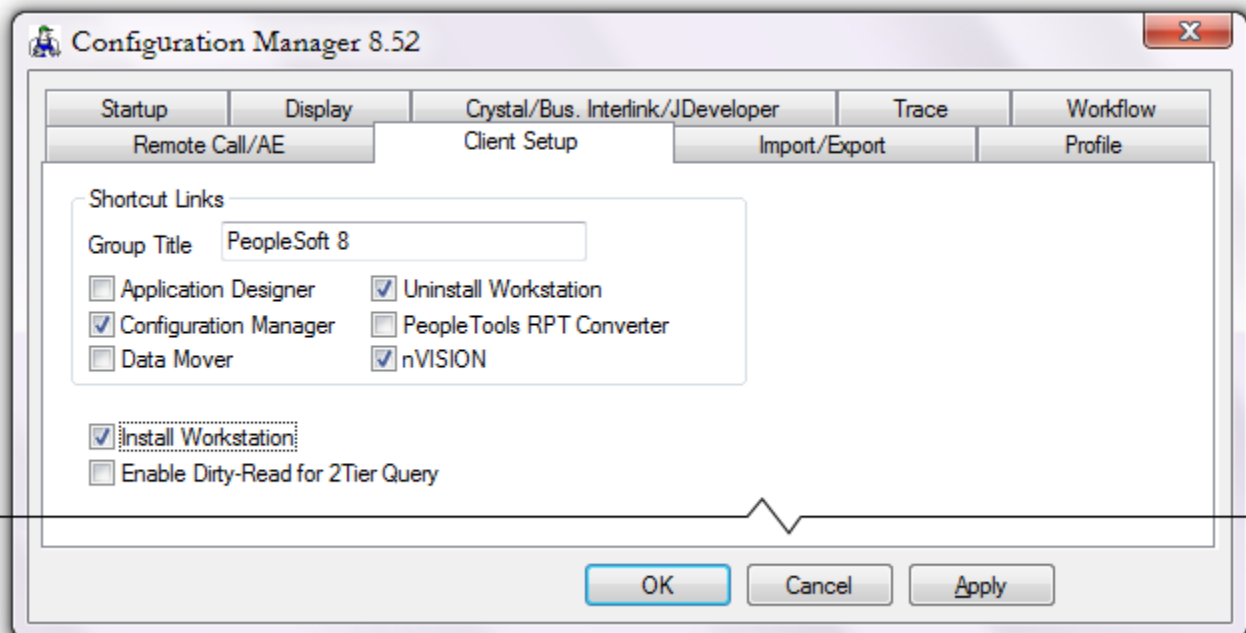 Configuration Manager 8.52
Startup Display Crystal/Bus. Interlink/JDeveloper Trace Workflow
Remote Call/AE Client Setup Import/Export Profile
Shortcut Links
Group Title PeopleSoft 8
Application Designer Uninstall Workstation
Configuration Manager PeopleTools RPT Converter
Data Mover nVISION
Install Workstation
Enable Dirty-Read for 2Tier Query
OK Cancel Apply